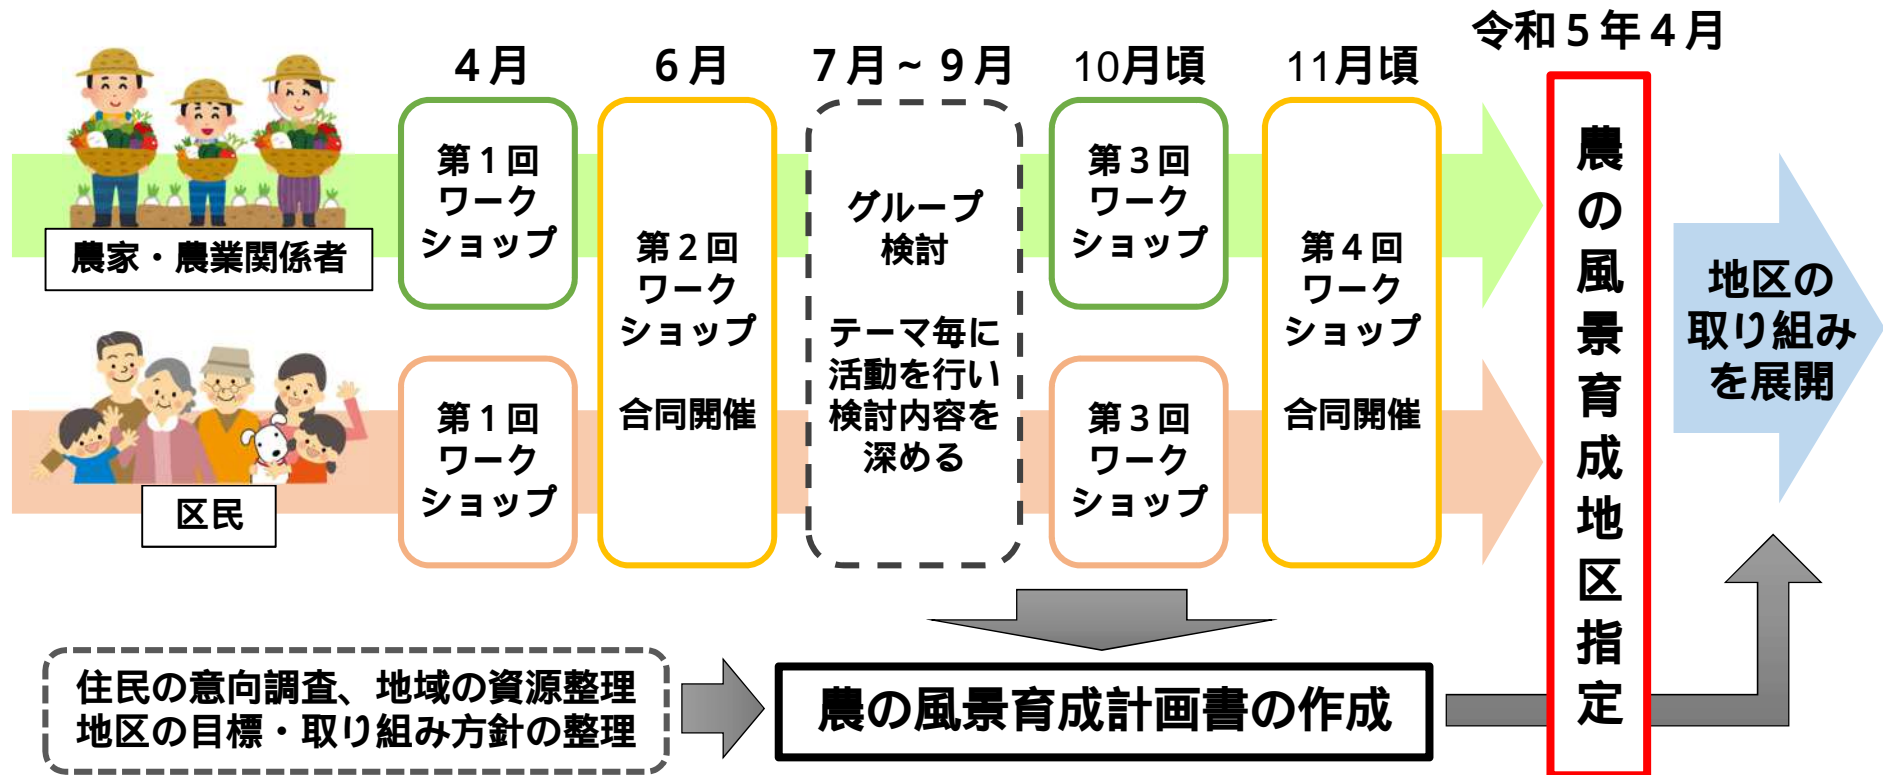 令和５年４月
４月
６月
７月～９月
10月頃
11月頃
農家・農業関係者
区民
第１回
ワーク
ショップ
第１回
ワーク
ショップ
第２回
ワーク
ショップ
合同開催
グループ
検討
テーマ毎に
活動を行い
検討内容を
深める
第３回
ワーク
ショップ
第３回
ワーク
ショップ
第４回
ワーク
ショップ
合同開催
農の風景育成地区指定
地区の
取り組み
を展開
住民の意向調査、地域の資源整理
地区の目標・取り組み方針の整理
農の風景育成計画書の作成